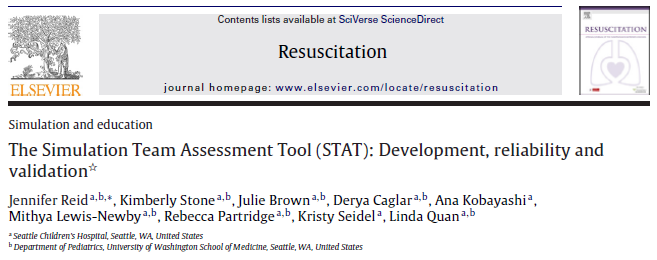 Contents lists available at SciVerse ScienceDirect
Resuscitation
journal homepage: www.elsevier.com/locate/resuscitation
ELSEVIER
RESUSCITATION
Simulation and education
The Simulation Team Assessment Tool (STAT): Development, reliability and
validation☆
Jennifer Reid a,b,∗, Kimberly Stone a,b, Julie Brown a,b, Derya Caglar a,b, Ana Kobayashi a,
Mithya Lewis-Newby a,b, Rebecca Partridge a,b, Kristy Seidel a, Linda Quan a,b
a Seattle Children's Hospital, Seattle, WA, United States
b Department of Pediatrics, University of Washington School of Medicine, Seattle, WA, United States